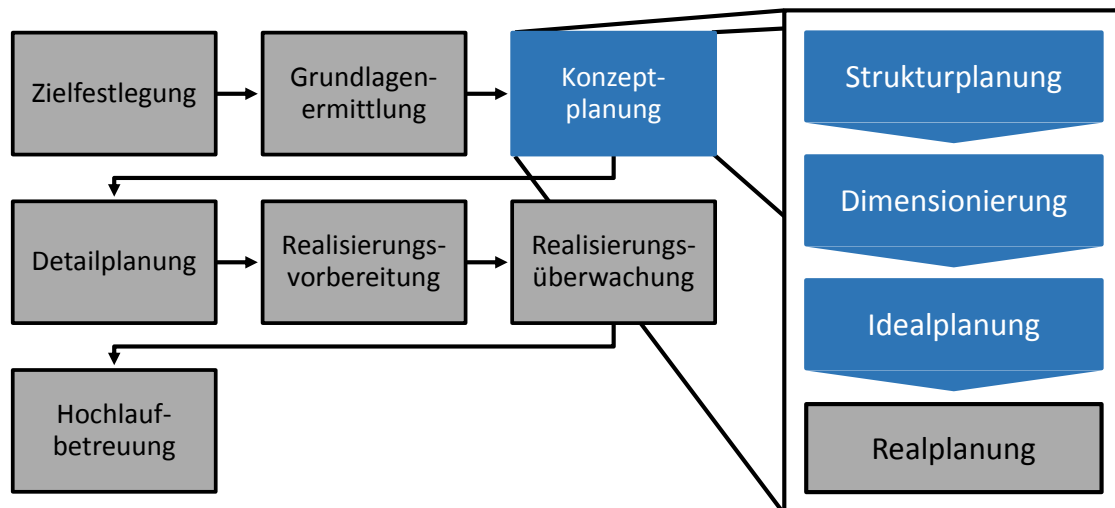 Zielfestlegung
Grundlagen-
ermittlung
Konzept-
planung
Detailplanung
Realisierungs-
vorbereitung
Realisierungs-
überwachung
Hochlauf-
betreuung
Strukturplanung
Dimensionierung
Idealplanung
Realplanung